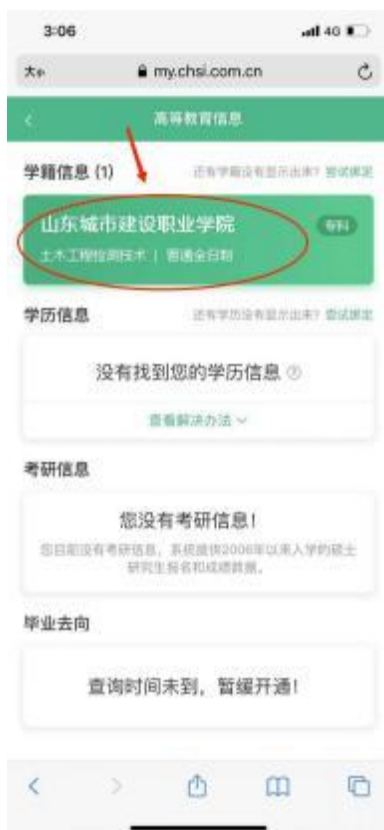 3:06
4G
大小
my.chsi.com.cn
高等教育信息
学籍信息 (1)
还有学籍没有显示出来? 尝试绑定
山东城市建设职业学院
专科
土木工程检测技术 | 普通全日制
学历信息
还有学历没有显示出来? 尝试绑定
没有找到您的学历信息
查看解决办法
考研信息
您没有考研信息!
您目前没有考研信息,系统提供2006年以来入学的硕士
研究生报名和成绩数据。
毕业去向
查询时间未到,暂缓开通!